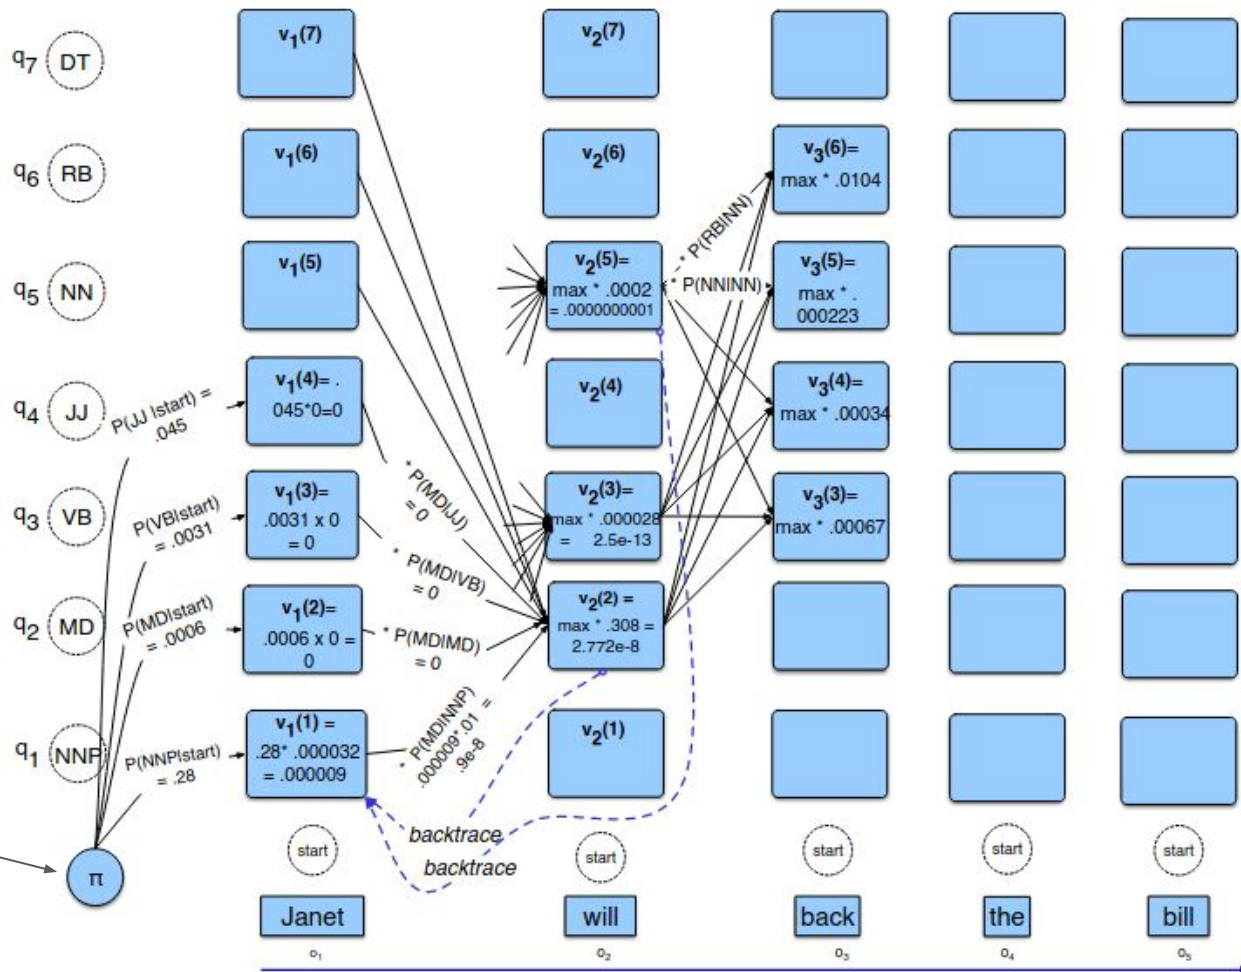 q7 DT
v1(7)
v2(7)
q6 RB
v1(6)
v2(6)
v3(6)=
max * .0104
* P(RB|NN)
q5 NN
v1(5)
v2(5)=
max * .0002
= .0000000001
* P(NN|NN)
v3(5)=
max * .
000223
q4 JJ
P(JJ |start) =
.045
v1(4)= .
045*0=0
v2(4)
v3(4)=
max * .00034
* P(MD|JJ)
= 0
q3 VB
P(VB|start)
= .0031
v1(3)=
.0031 x 0
= 0
v2(3)=
max * .000028
= 2.5e-13
v3(3)=
max * .00067
* P(MD|VB)
= 0
q2 MD
P(MD|start)
= .0006
v1(2)=
.0006 x 0 =
0
* P(MD|MD)
= 0
v2(2) =
max * .308 =
2.772e-8
q1 NNP
P(NNP|start)
= .28
v1(1) =
.28* .000032
= .000009
* P(MD|NNP)
.000009*.01 =
.9e-8
v2(1)
backtrace
backtrace
π
start
start
start
start
start
Janet
will
back
the
bill
o1
o2
o3
o4
o5